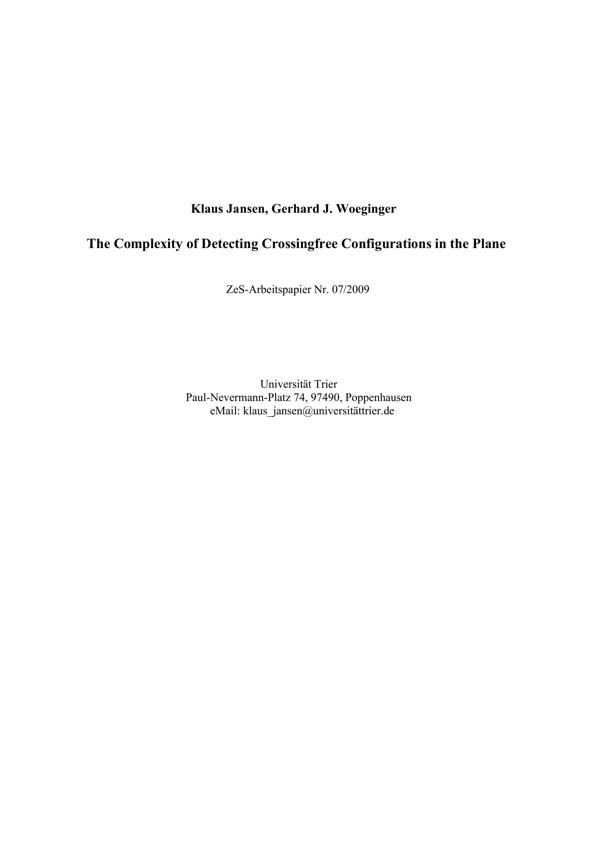 Klaus Jansen, Gerhard J. Woeginger
The Complexity of Detecting Crossingfree Configurations in the Plane
ZeS-Arbeitspapier Nr. 07/2009
Universität Trier
Paul-Nevermann-Platz 74, 97490, Poppenhausen
eMail: klaus_jansen@universitättrier.de